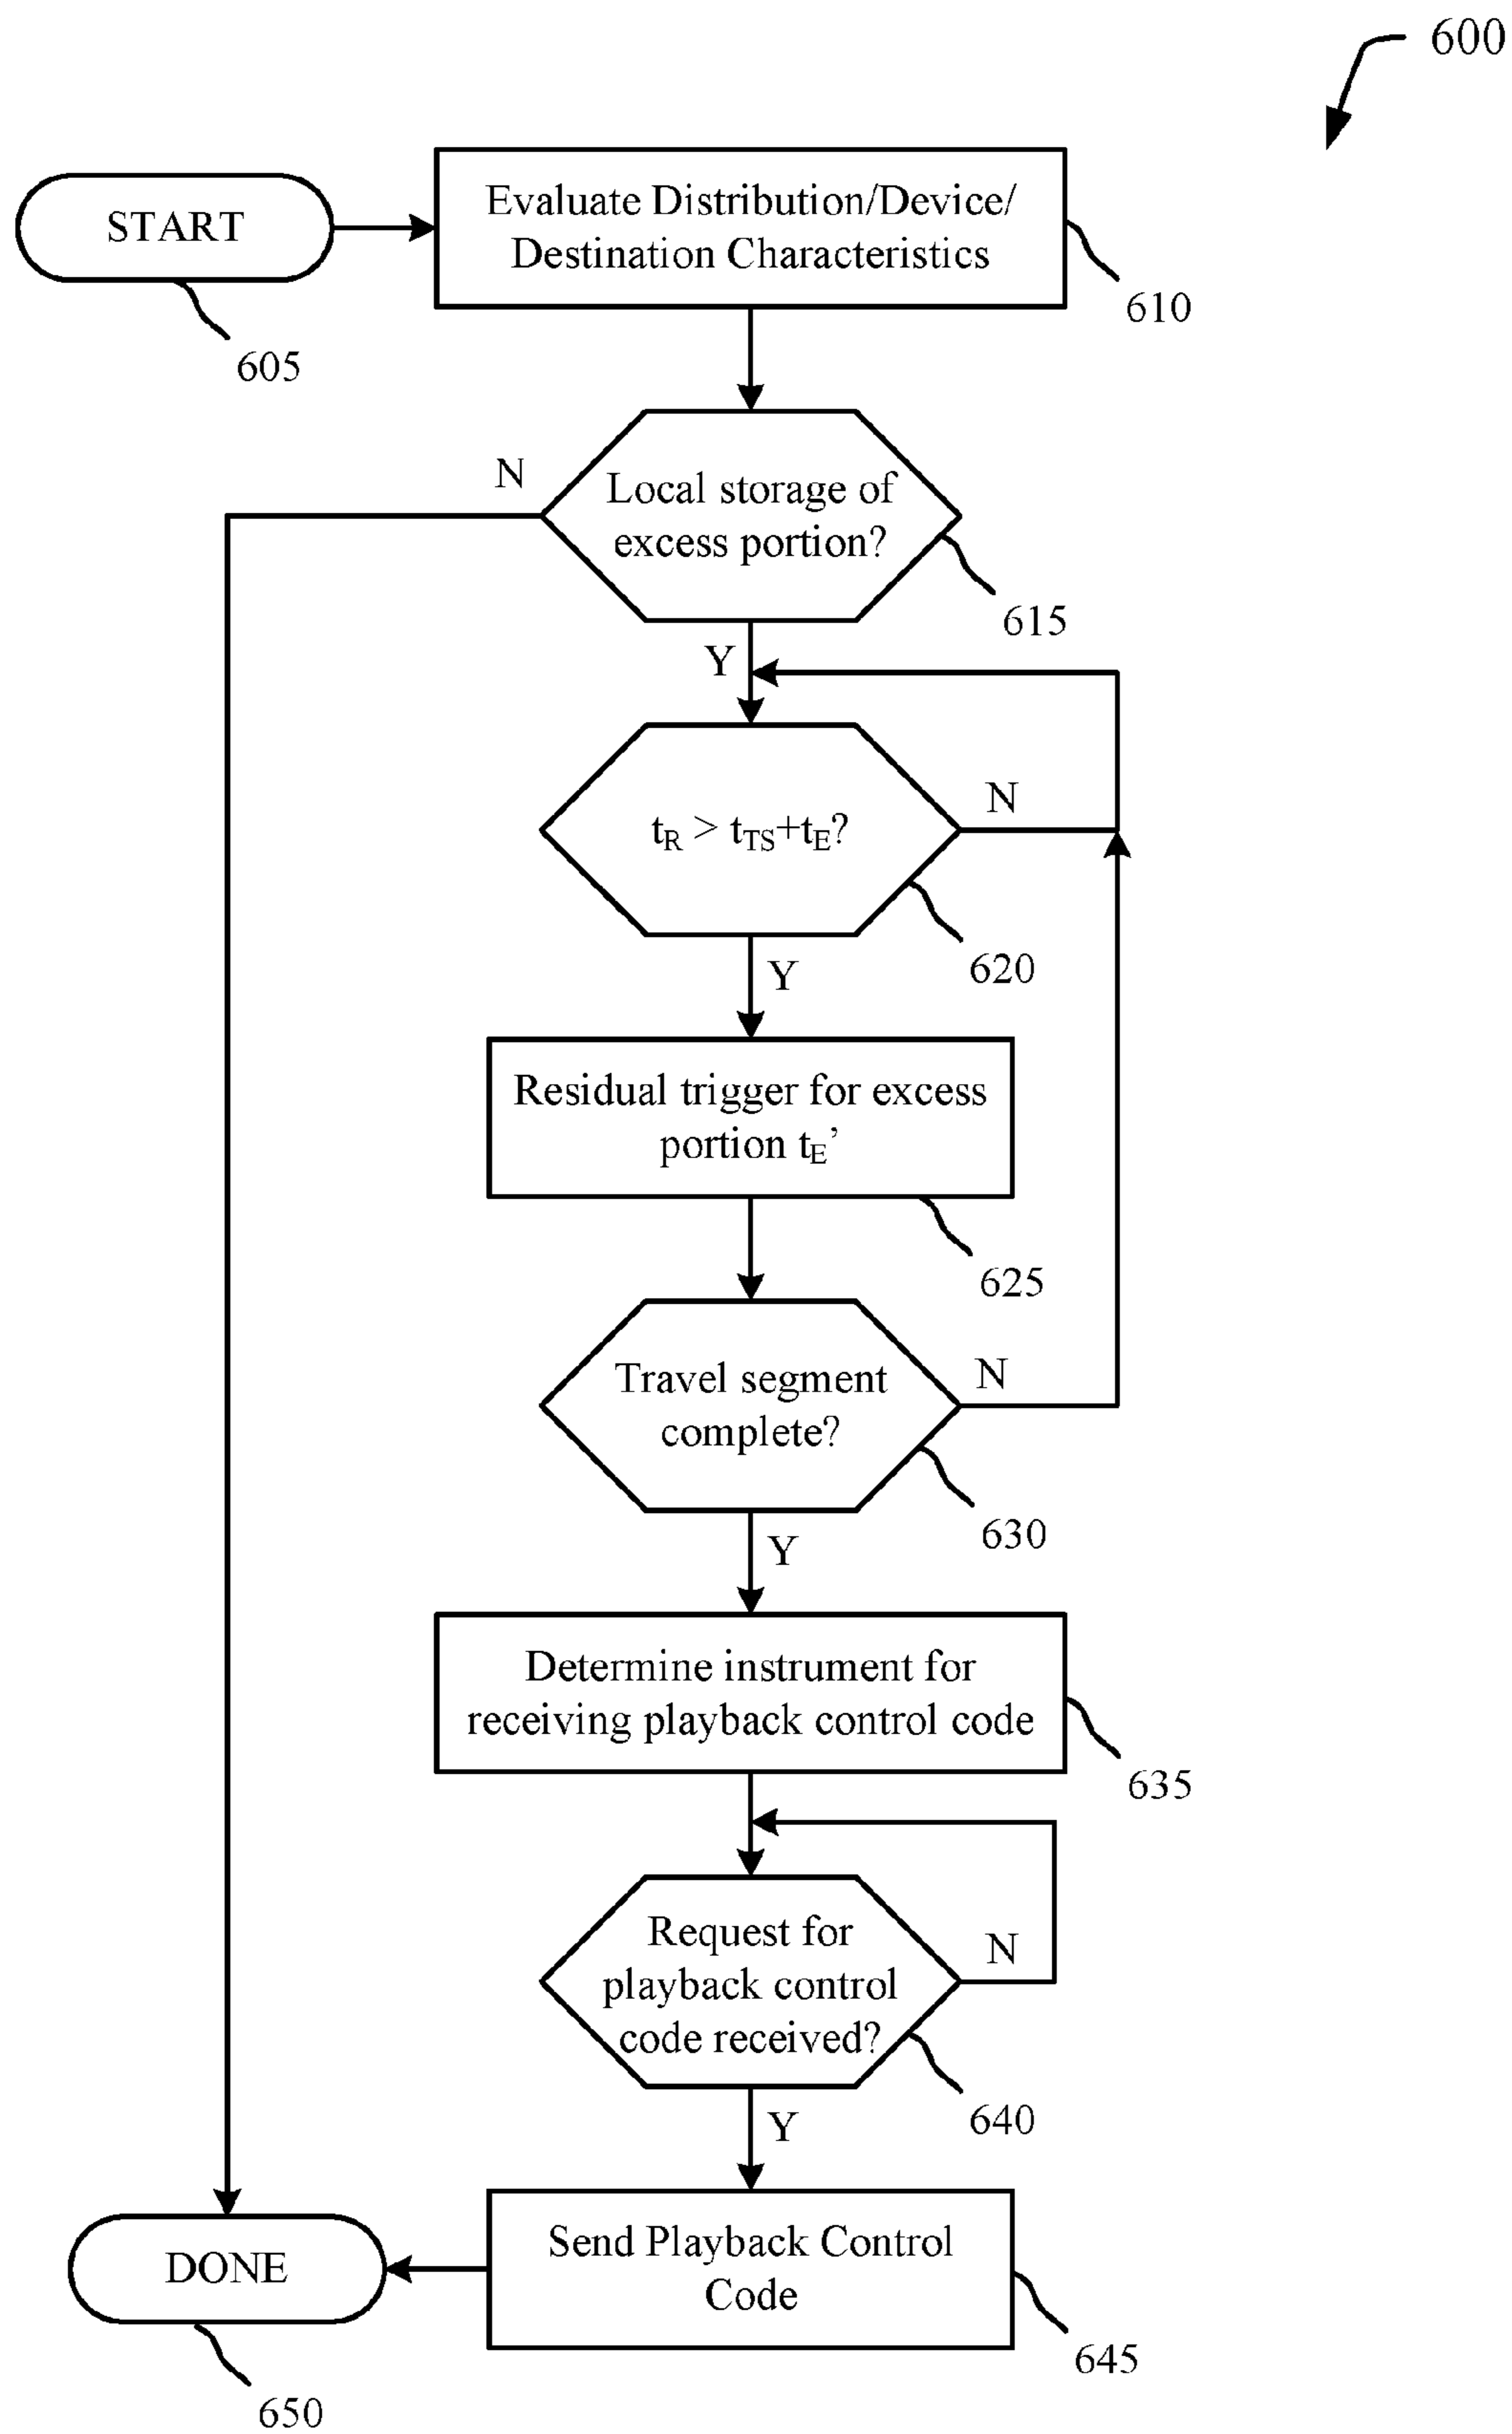 600
START
605
Evaluate Distribution/Device/
Destination Characteristics
610
N
Local storage of
excess portion?
615
Y
tR > tTS+tE?
N
620
Y
Residual trigger for excess
portion tE’
625
Travel segment
complete?
N
630
Y
Determine instrument for
receiving playback control code
635
Request for
playback control
code received?
N
640
Y
Send Playback Control
Code
645
DONE
650